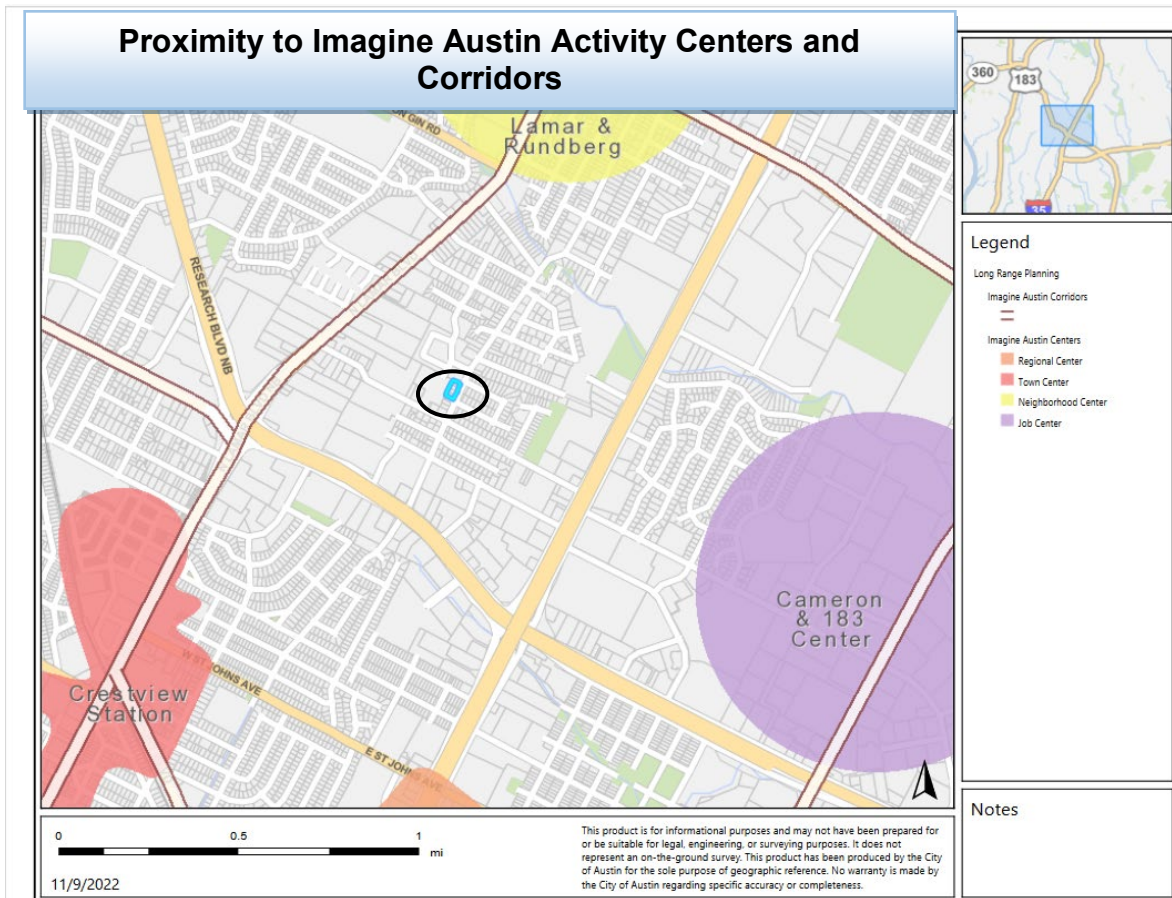 Proximity to Imagine Austin Activity Centers and
Corridors
360
183
35
ON GIN RD
Lamar &
Rundberg
RESEARCH BLVD NB
Cameron
& 183
Center
W ST JOHNS AVE
Crestview
Station
E ST JOHNS AVE
Legend
Long Range Planning
Imagine Austin Corridors
Imagine Austin Centers
Regional Center
Town Center
Neighborhood Center
Job Center
Notes
0 0.5 1
mi
11/9/2022
This product is for informational purposes and may not have been prepared for
or be suitable for legal, engineering, or surveying purposes. It does not
represent an on-the-ground survey. This product has been produced by the City
of Austin for the sole purpose of geographic reference. No warranty is made by
the City of Austin regarding specific accuracy or completeness.